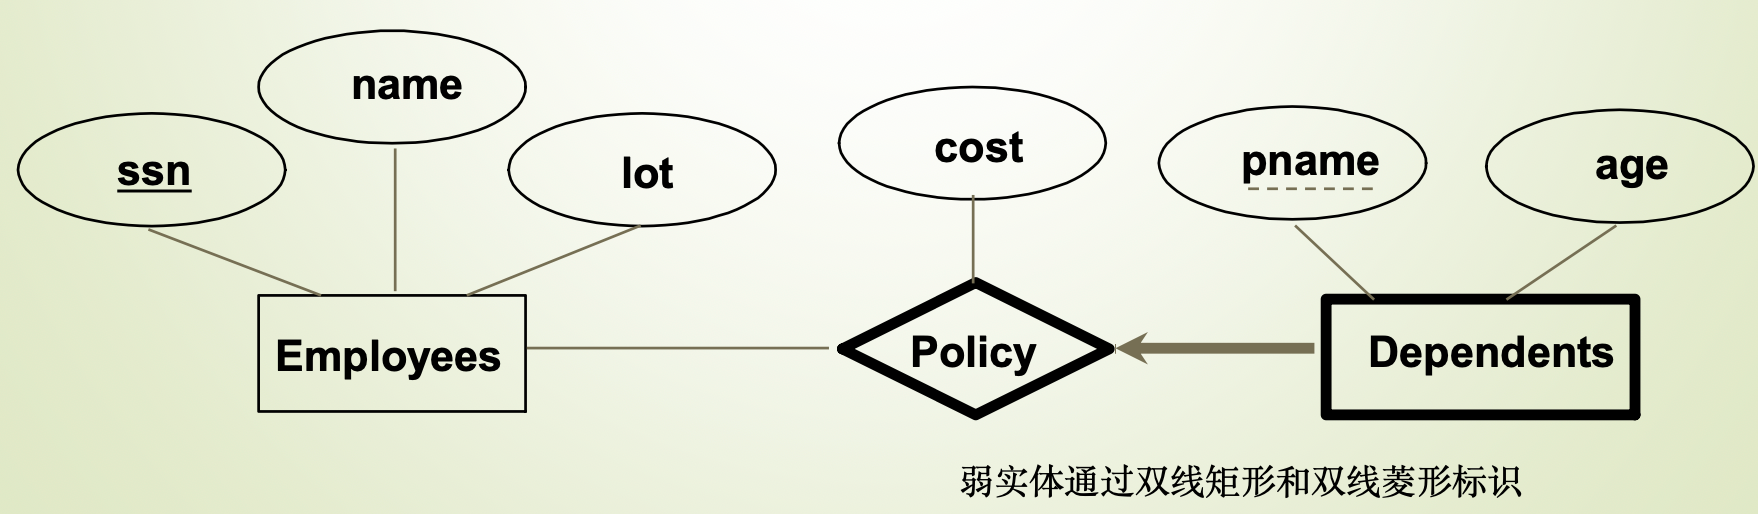 name
ssn
lot
cost
pname
age
Employees
Policy
Dependents
弱实体通过双线矩形和双线菱形标识